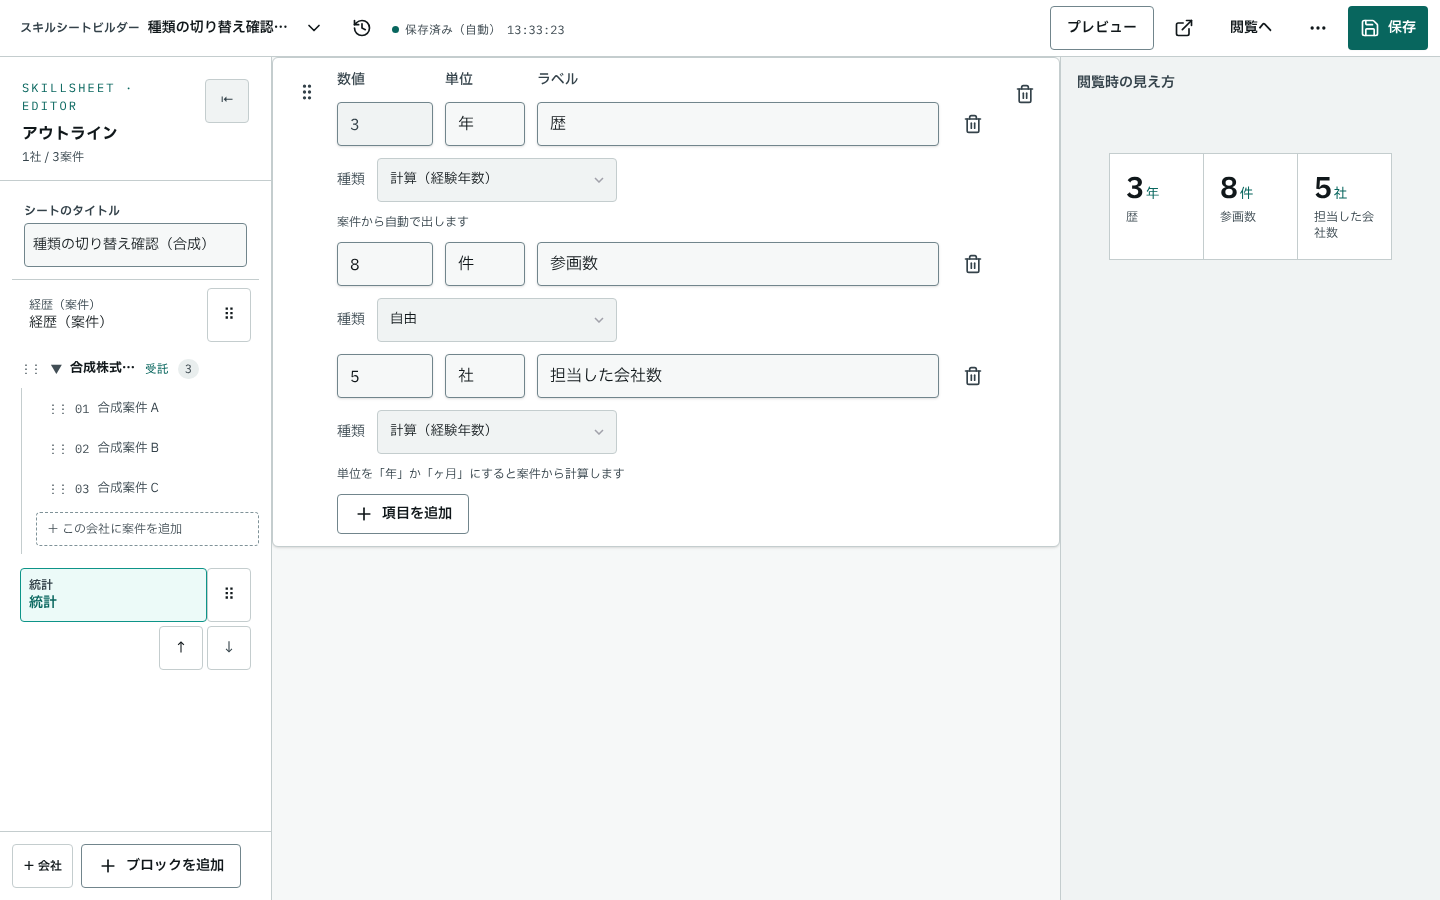 スキルシートビルダー 種類の切り替え確認… 保存済み（自動） 13:33:23 プレビュー 閲覧へ 保存
SKILLSHEET ·
EDITOR
アウトライン
1社 / 3案件
シートのタイトル
種類の切り替え確認（合成）
経歴（案件）
経歴（案件）
合成株式… 受託 3
01 合成案件 A
02 合成案件 B
03 合成案件 C
+ この会社に案件を追加
統計
統計
↑ ↓
+ 会社 + ブロックを追加
数値 単位 ラベル
3 年 歴
種類 計算（経験年数）
案件から自動で出します
8 件 参画数
種類 自由
5 社 担当した会社数
種類 計算（経験年数）
単位を「年」か「ヶ月」にすると案件から計算します
+ 項目を追加
閲覧時の見え方
3年 8件 5社
歴 参画数 担当した会
社数